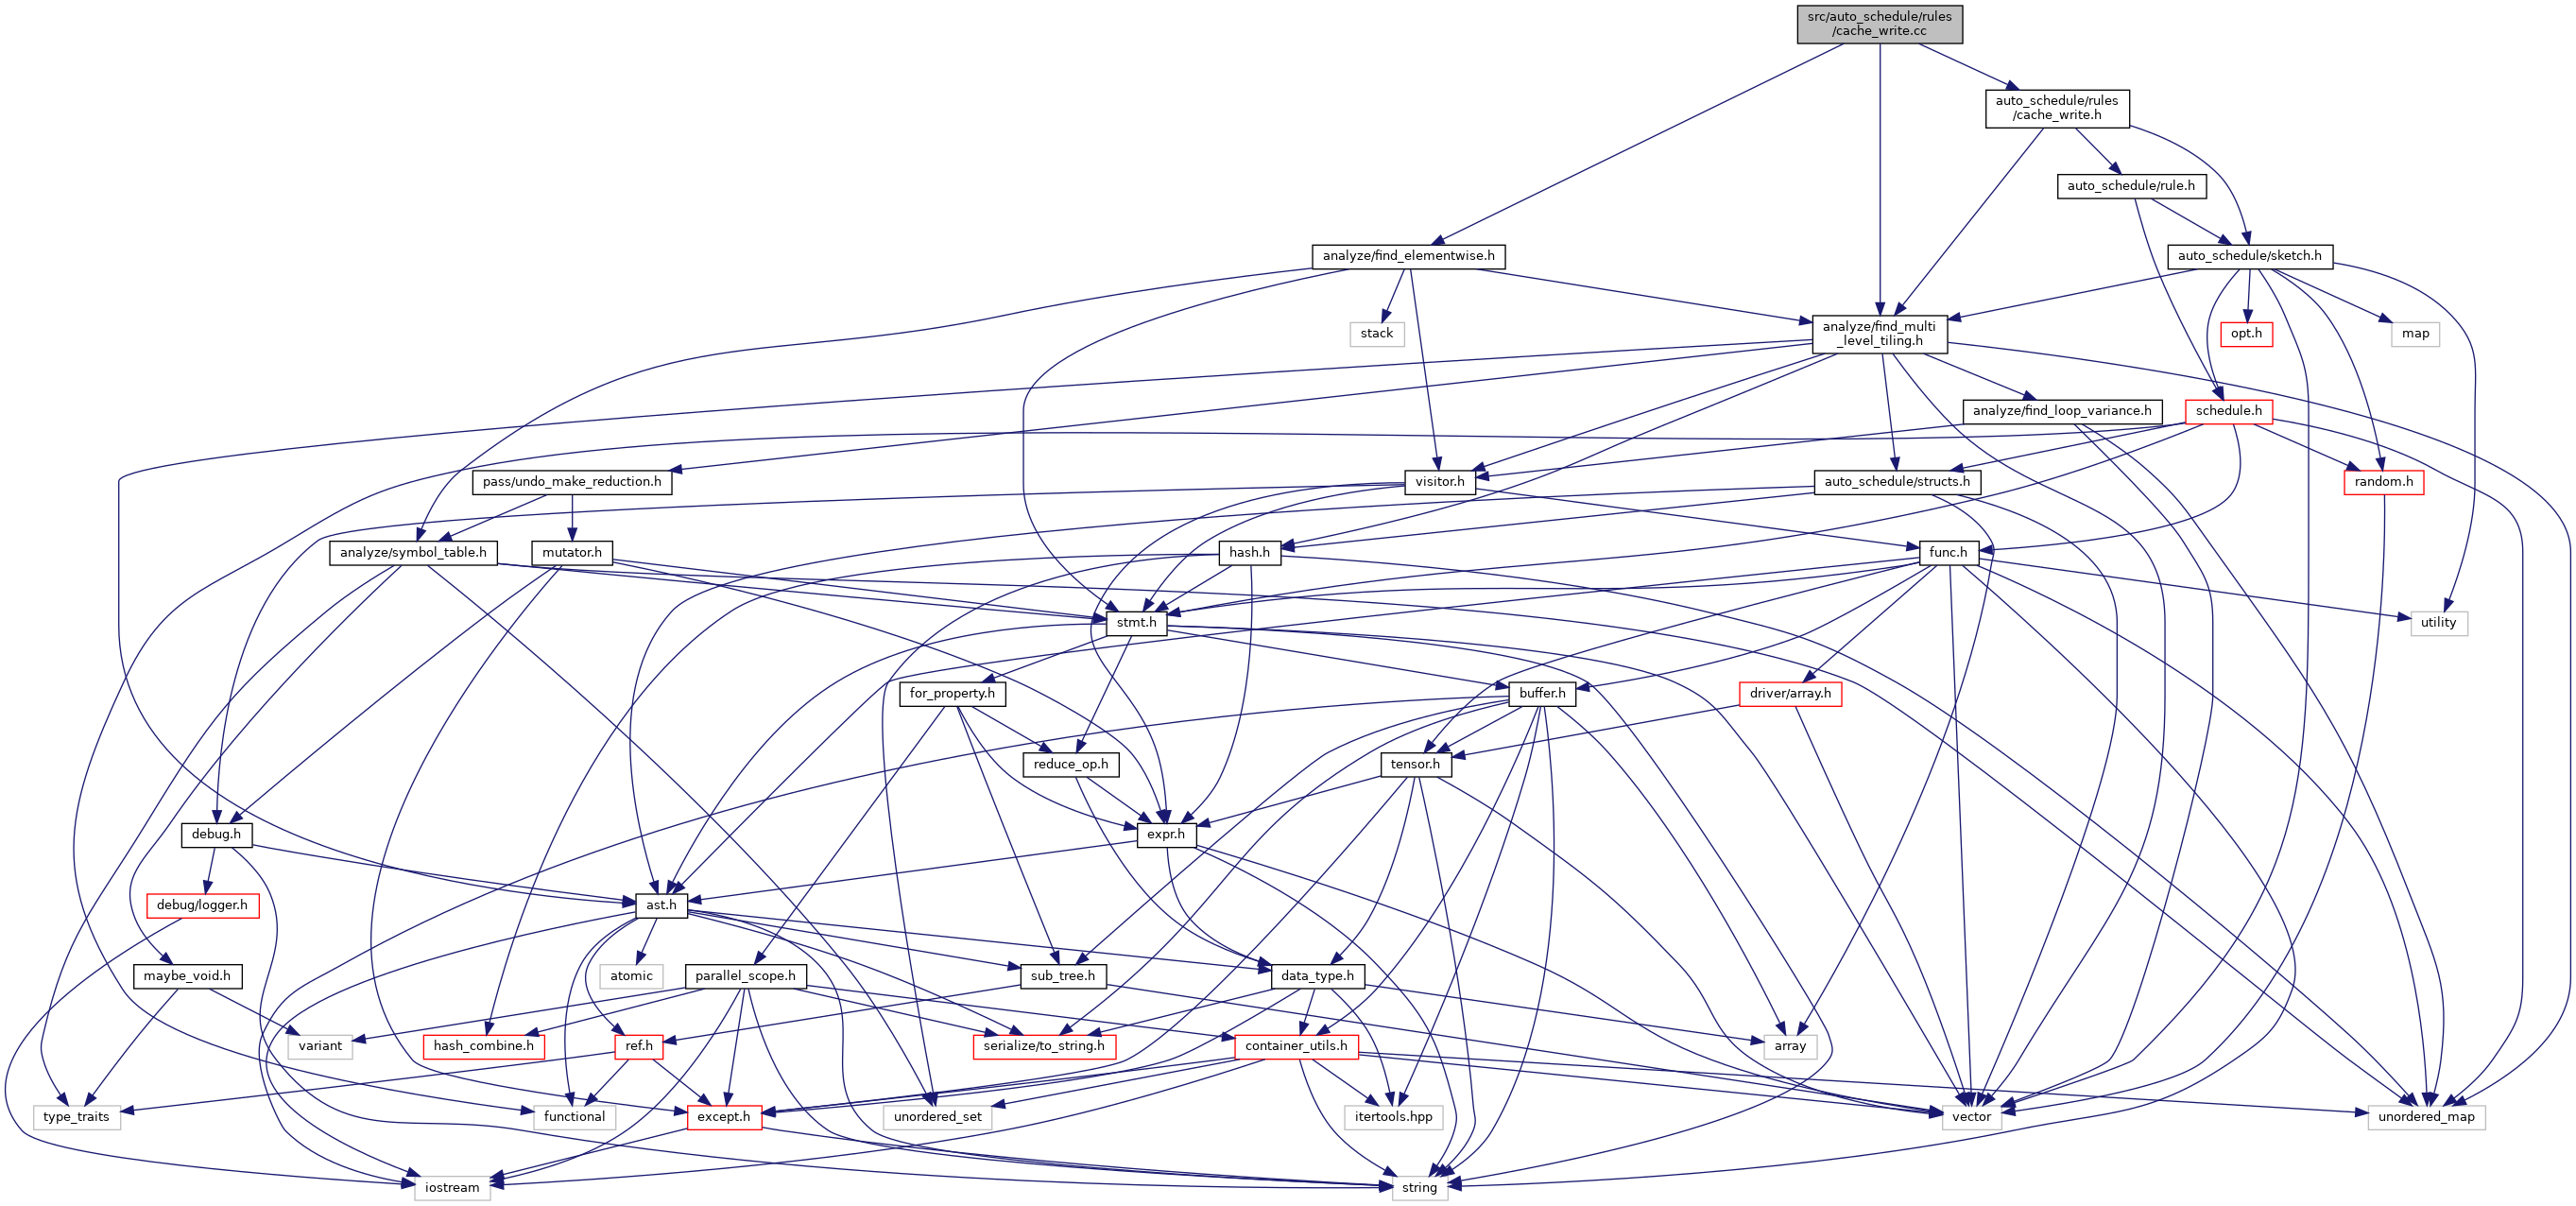 src/auto_schedule/rules
/cache_write.cc
auto_schedule/rules
/cache_write.h
auto_schedule/rule.h
analyze/find_elementwise.h
auto_schedule/sketch.h
stack
analyze/find_multi
_level_tiling.h
opt.h
map
analyze/find_loop_variance.h
schedule.h
pass/undo_make_reduction.h
visitor.h
auto_schedule/structs.h
random.h
analyze/symbol_table.h
mutator.h
hash.h
func.h
stmt.h
utility
for_property.h
buffer.h
driver/array.h
reduce_op.h
tensor.h
debug.h
expr.h
debug/logger.h
ast.h
maybe_void.h
atomic
parallel_scope.h
sub_tree.h
data_type.h
variant
hash_combine.h
ref.h
serialize/to_string.h
container_utils.h
array
type_traits
functional
except.h
unordered_set
itertools.hpp
vector
unordered_map
iostream
string